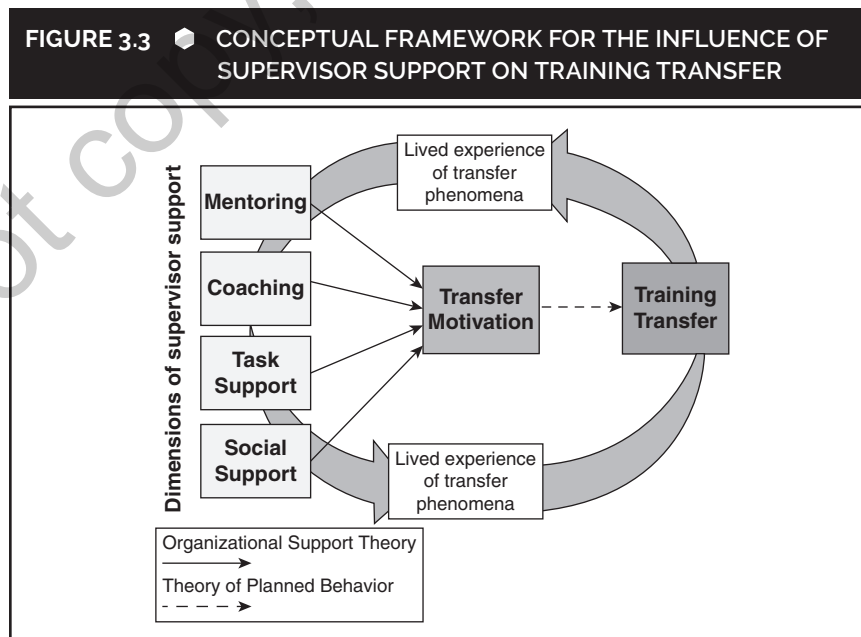 FIGURE 3.3 CONCEPTUAL FRAMEWORK FOR THE INFLUENCE OF
SUPERVISOR SUPPORT ON TRAINING TRANSFER
ot copy,
Dimensions of supervisor support
Mentoring
Coaching
Task
Support
Social
Support
Lived experience
of transfer
phenomena
Transfer
Motivation
Training
Transfer
Lived experience
of transfer
phenomena
Organizational Support Theory
Theory of Planned Behavior